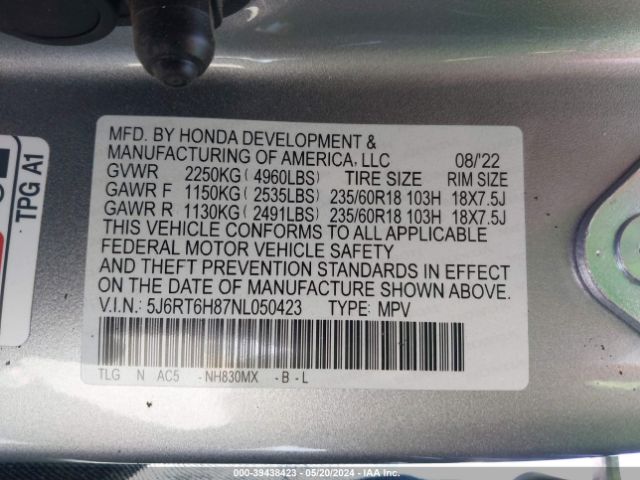 MFD. BY HONDA DEVELOPMENT &
MANUFACTURING OF AMERICA, LLC 08/'22
GVWR 2250KG( 4960LBS) TIRE SIZE RIM SIZE
GAWR F 1150KG( 2535LBS) 235/60R18 103H 18X7.5J
GAWR R 1130KG( 2491LBS) 235/60R18 103H 18X7.5J
THIS VEHICLE CONFORMS TO ALL APPLICABLE
FEDERAL MOTOR VEHICLE SAFETY
AND THEFT PREVENTION STANDARDS IN EFFECT
ON THE DATE OF MANUFACTURE SHOWN ABOVE.
V.I.N.: 5J6RT6H87NL050423 TYPE: MPV
TLG N AC5 -NH830MX -B-L
TPG A1
000-39438423 05/20/2024 IAA Inc.